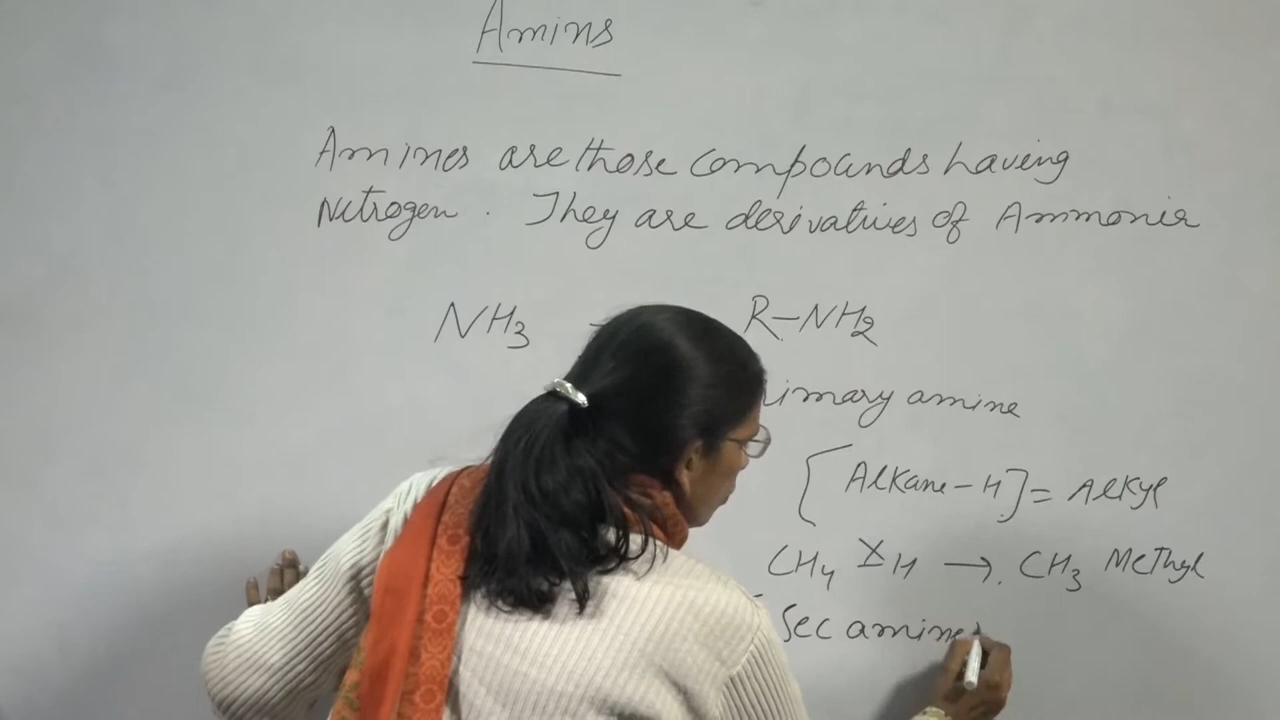 Amins
Amines are those compounds having
Nitrogen. They are derivatives of Ammonia
NH3 R-NH2
imary amine
[Alkane-H] = Alkyl
CH4 H → CH3 Methyl
Sec amine